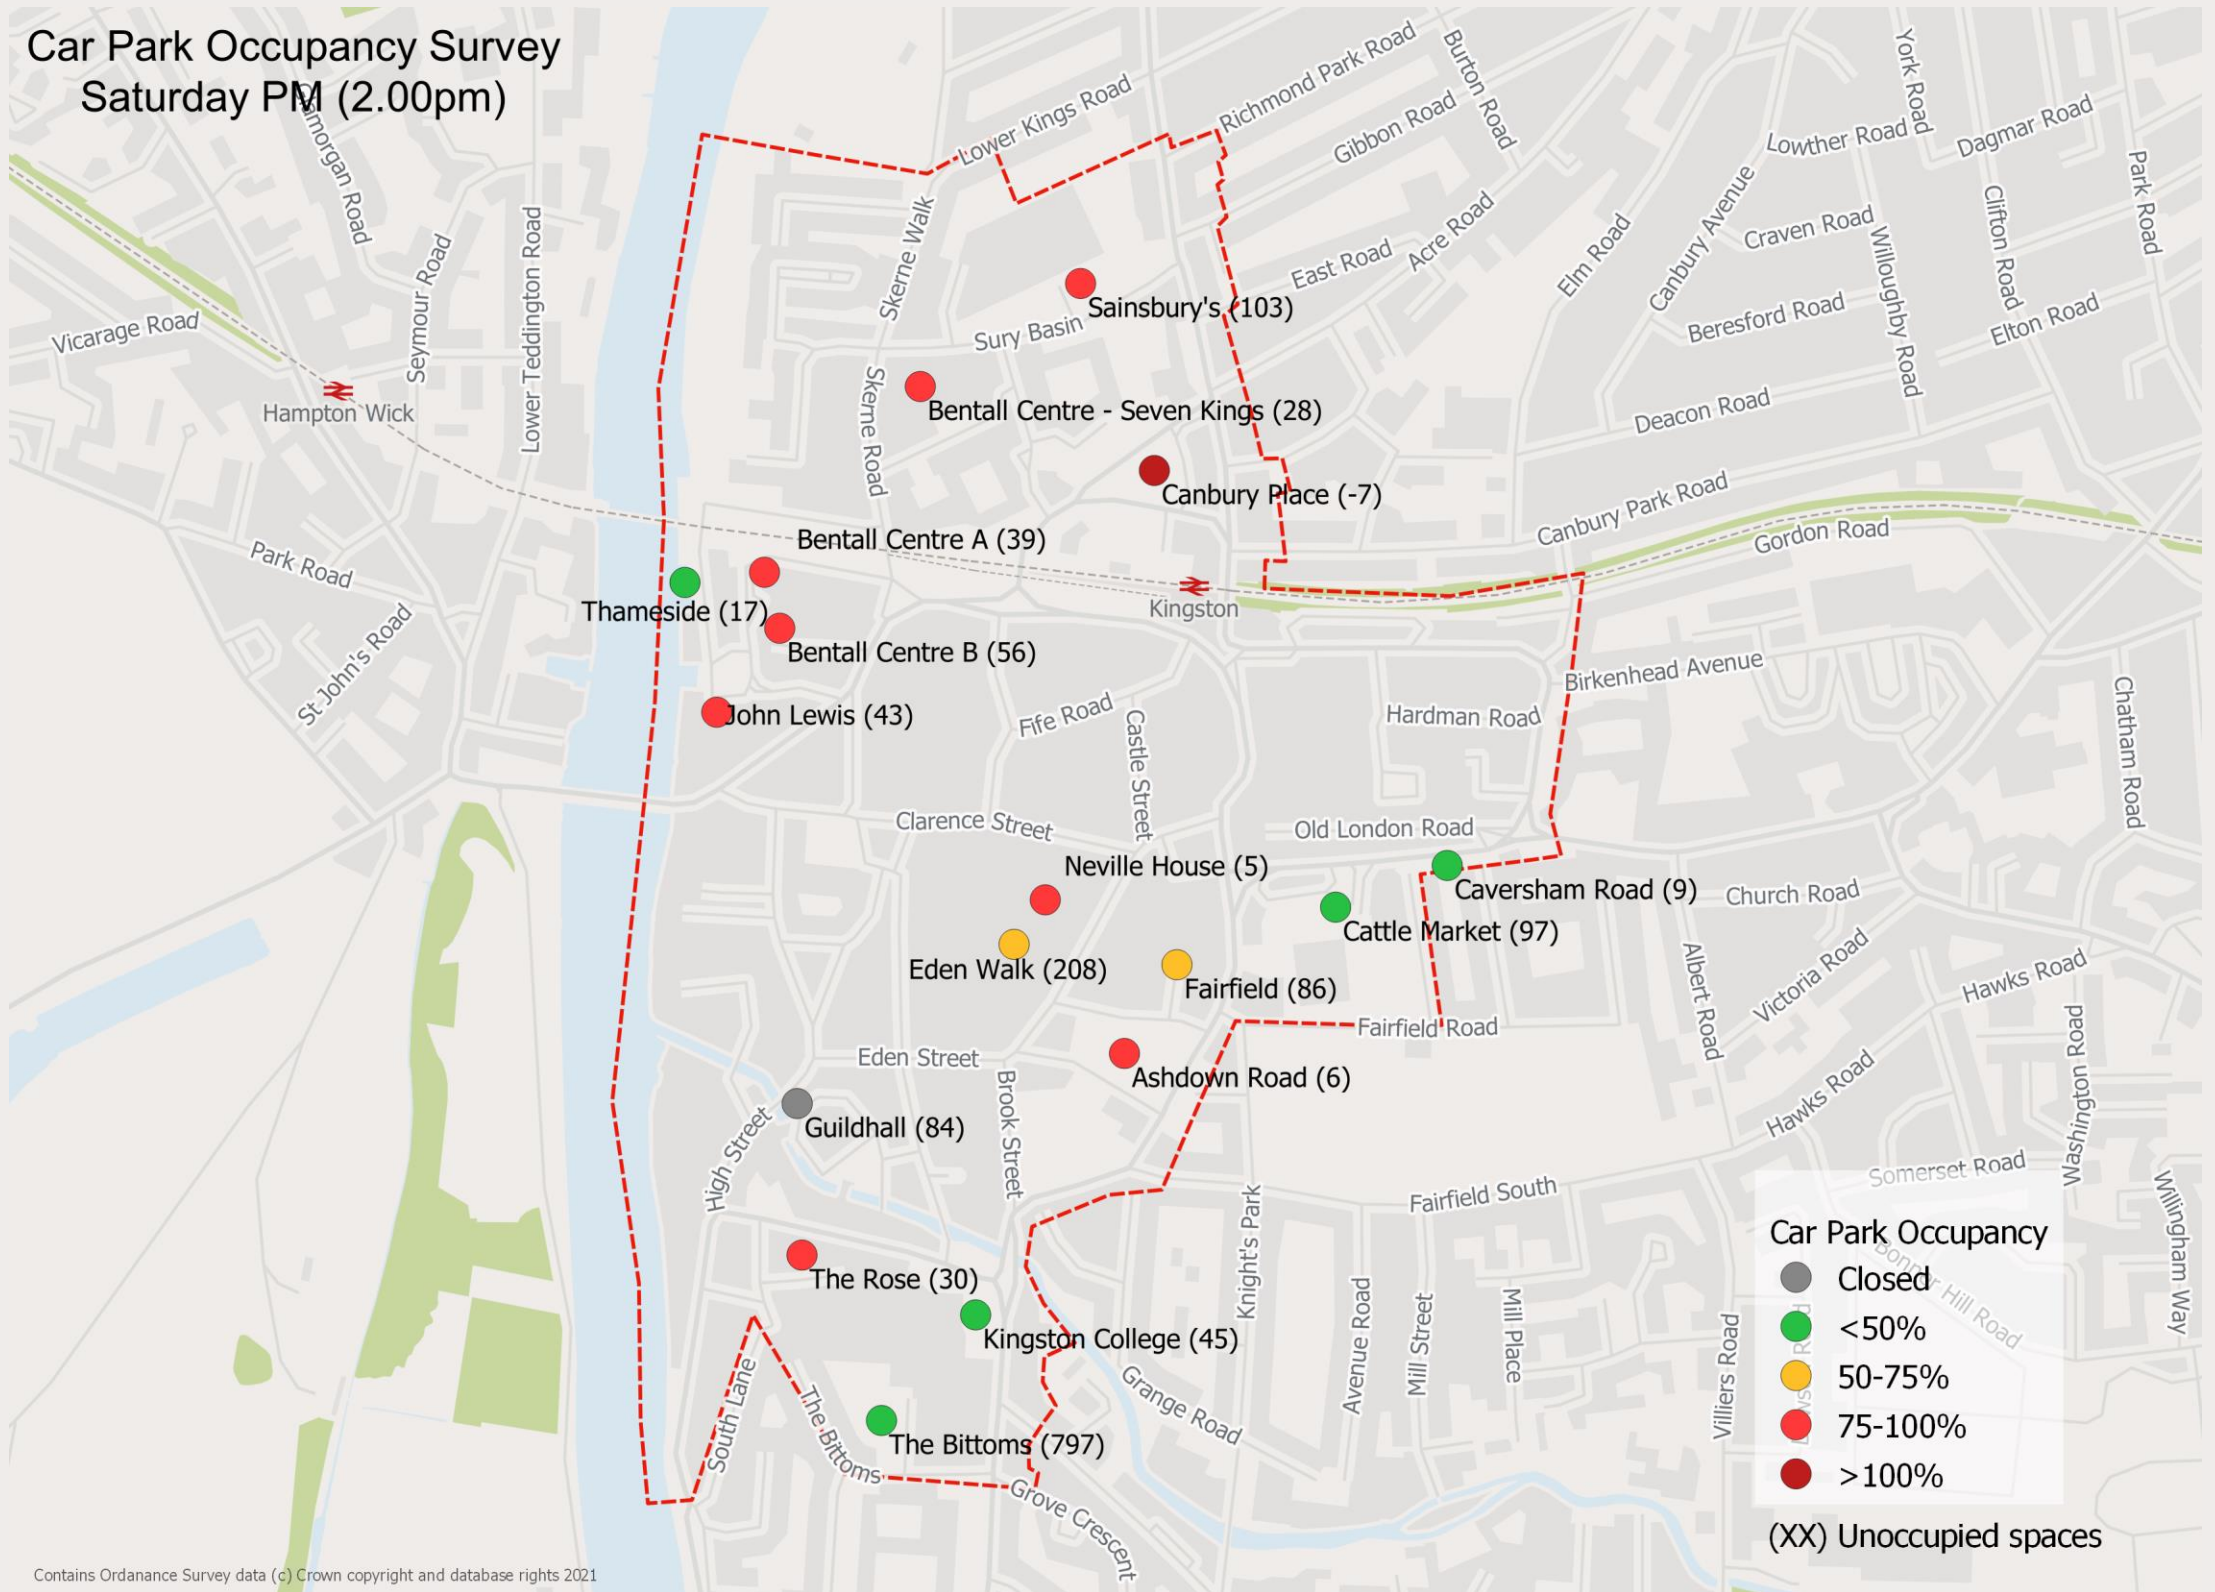 Car Park Occupancy Survey
Saturday PM (2.00pm)
Lower Kings Road
Richmond Park Road
Burton Road
York Road
Gibbon Road
Lowther Road
Dagmar Road
Park Road
Skerne Walk
East Road
Acre Road
Elm Road
Canbury Avenue
Craven Road
Willoughby Road
Clifton Road
Vicarage Road
Seymour Road
Lower Teddington Road
Sainsbury's (103)
Sury Basin
Beresford Road
Elton Road
Hampton Wick
Skerne Road
Bentall Centre - Seven Kings (28)
Deacon Road
Canbury Place (-7)
Canbury Park Road
Gordon Road
Park Road
Bentall Centre A (39)
Thameside (17)
Kingston
St John's Road
Bentall Centre B (56)
Birkenhead Avenue
John Lewis (43)
Fife Road
Castle Street
Hardman Road
Chatham Road
Clarence Street
Old London Road
Neville House (5)
Caversham Road (9)
Church Road
Cattle Market (97)
Eden Walk (208)
Fairfield (86)
Albert Road
Victoria Road
Hawks Road
Fairfield Road
Eden Street
Ashdown Road (6)
Brook Street
Hawks Road
Washington Road
High Street
Guildhall (84)
Knight's Park
Fairfield South
Somerset Road
Willingham Way
The Rose (30)
Kingston College (45)
Avenue Road
Mill Street
Mill Place
Villiers Road
Bonner Hill Road
South Lane
The Bittoms
Grange Road
The Bittoms (797)
Grove Crescent
Car Park Occupancy
Closed
<50%
50-75%
75-100%
>100%
(XX) Unoccupied spaces
Contains Ordanance Survey data (c) Crown copyright and database rights 2021